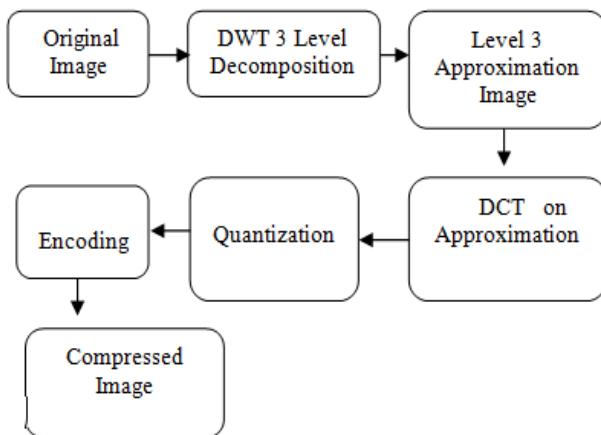 Original
Image
DWT 3 Level
Decomposition
Level 3
Approximation
Image
DCT on
Approximation
Quantization
Encoding
Compressed
Image